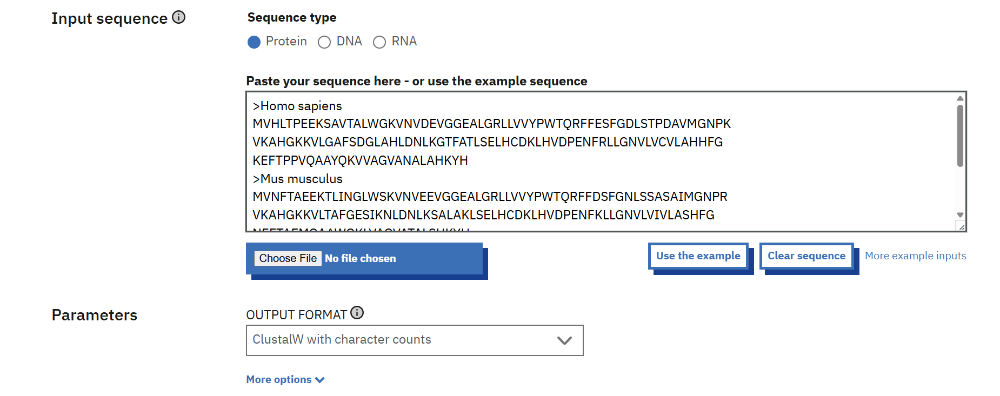 Input sequence
Sequence type
Protein DNA RNA
Paste your sequence here - or use the example sequence
>Homo sapiens
MVHLTPEEKSAVTALWGKVNVDEVGGEALGRLLVVYPWTQRFFESFGDLSTPDAVMGNPK
VKAHGKKVLGAFSDGLAHLDNLKGTFATLSELHCDKLHVDPENFRLLGNVLVCVLAHHFG
KEFTPPVQAAYQKVVAGVANALAHKYH
>Mus musculus
MVNFTAEEKTLINGLWSKVNVEEVGGEALGRLLVVYPWTQRFFDSFGNLSSASAIMGNPR
VKAHGKKVLTAFGESIKNLDNLKSALAKLSELHCDKLHVDPENFKLLGNVLVIVLASHFG
Choose File No file chosen
Use the example Clear sequence More example inputs
Parameters
OUTPUT FORMAT
ClustalW with character counts
More options